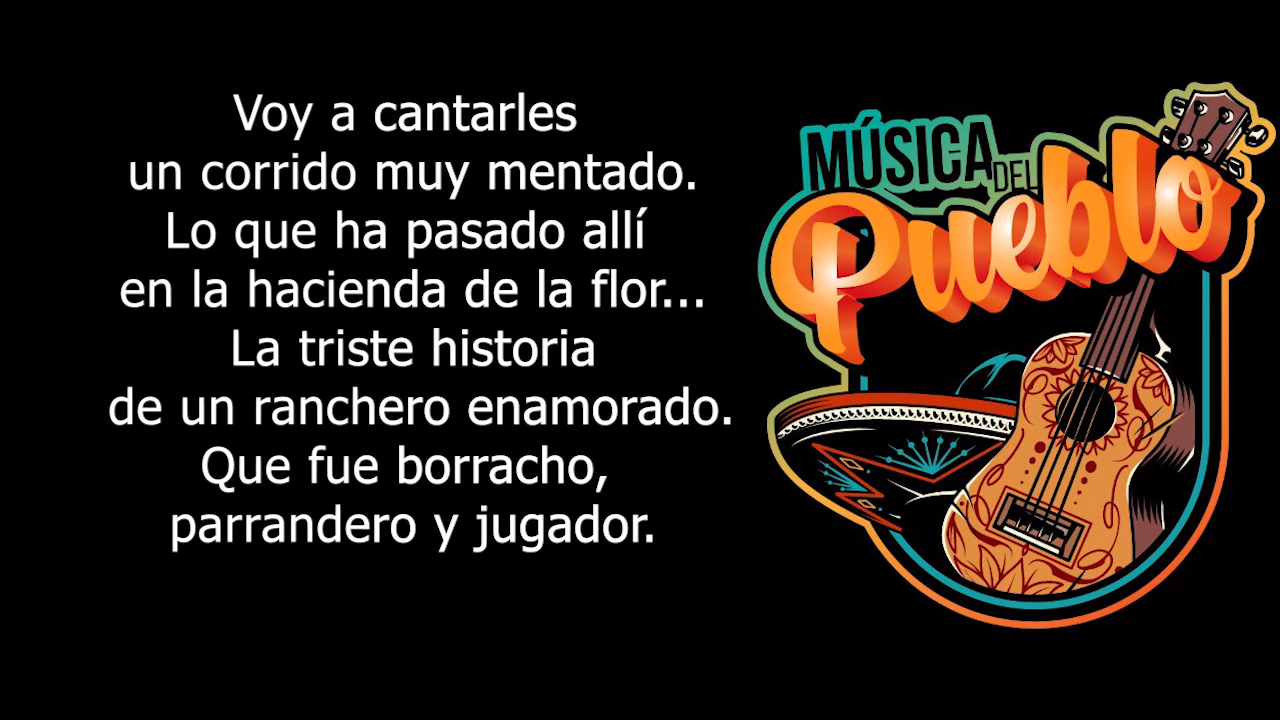 Voy a cantarles
un corrido muy mentado.
Lo que ha pasado allí
en la hacienda de la flor...
La triste historia
de un ranchero enamorado.
Que fue borracho,
parrandero y jugador.
MÚSICA DEL
Pueblo